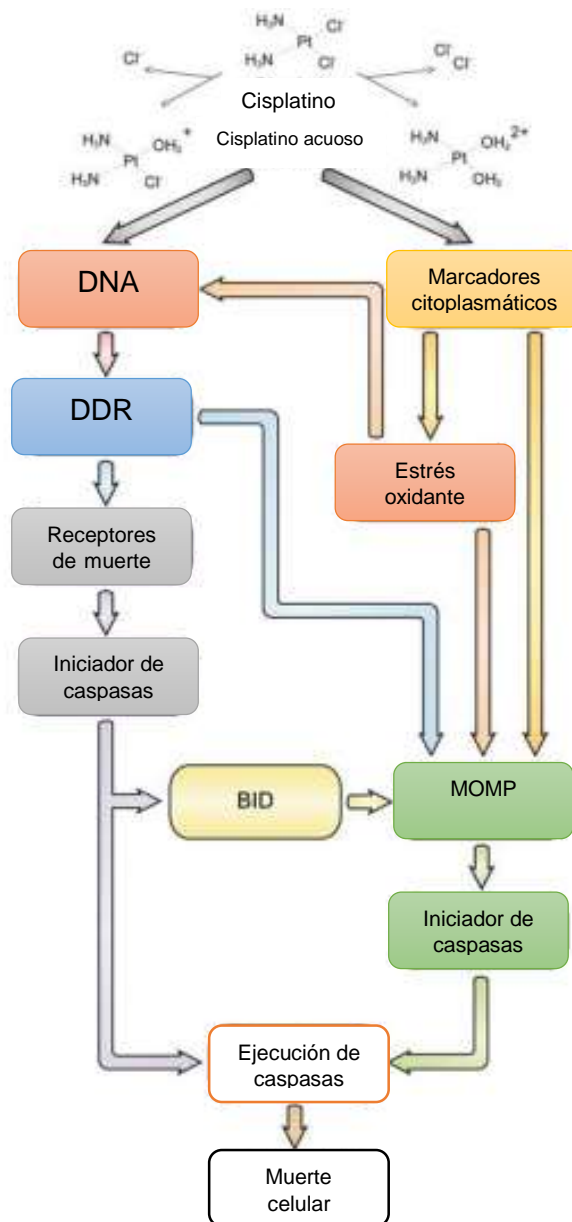 Cl⁻
Pt
H₃N
Cl⁻
H₃N
Cl⁻
Cl⁻
Cl⁻
Cisplatino
Cisplatino acuoso
H₃N
OH₂
+
Pt
H₃N
Cl⁻
H₃N
OH₂
2+
Pt
H₃N
OH₂
DNA
Marcadores
citoplasmáticos
DDR
Estrés
oxidante
Receptores
de muerte
Iniciador de
caspasas
BID
MOMP
Iniciador de
caspasas
Ejecución de
caspasas
Muerte
celular